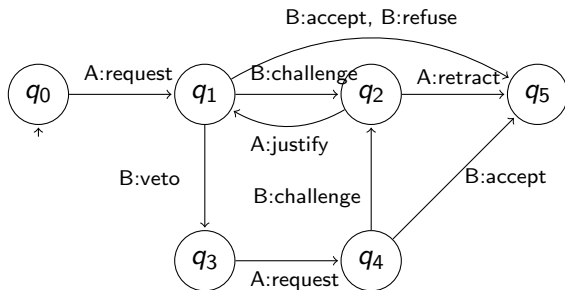 B:accept, B:refuse
A:request
B:challenge
A:retract
q0
q1
q2
q5
A:justify
B:veto
B:challenge
B:accept
q3
q4
A:request